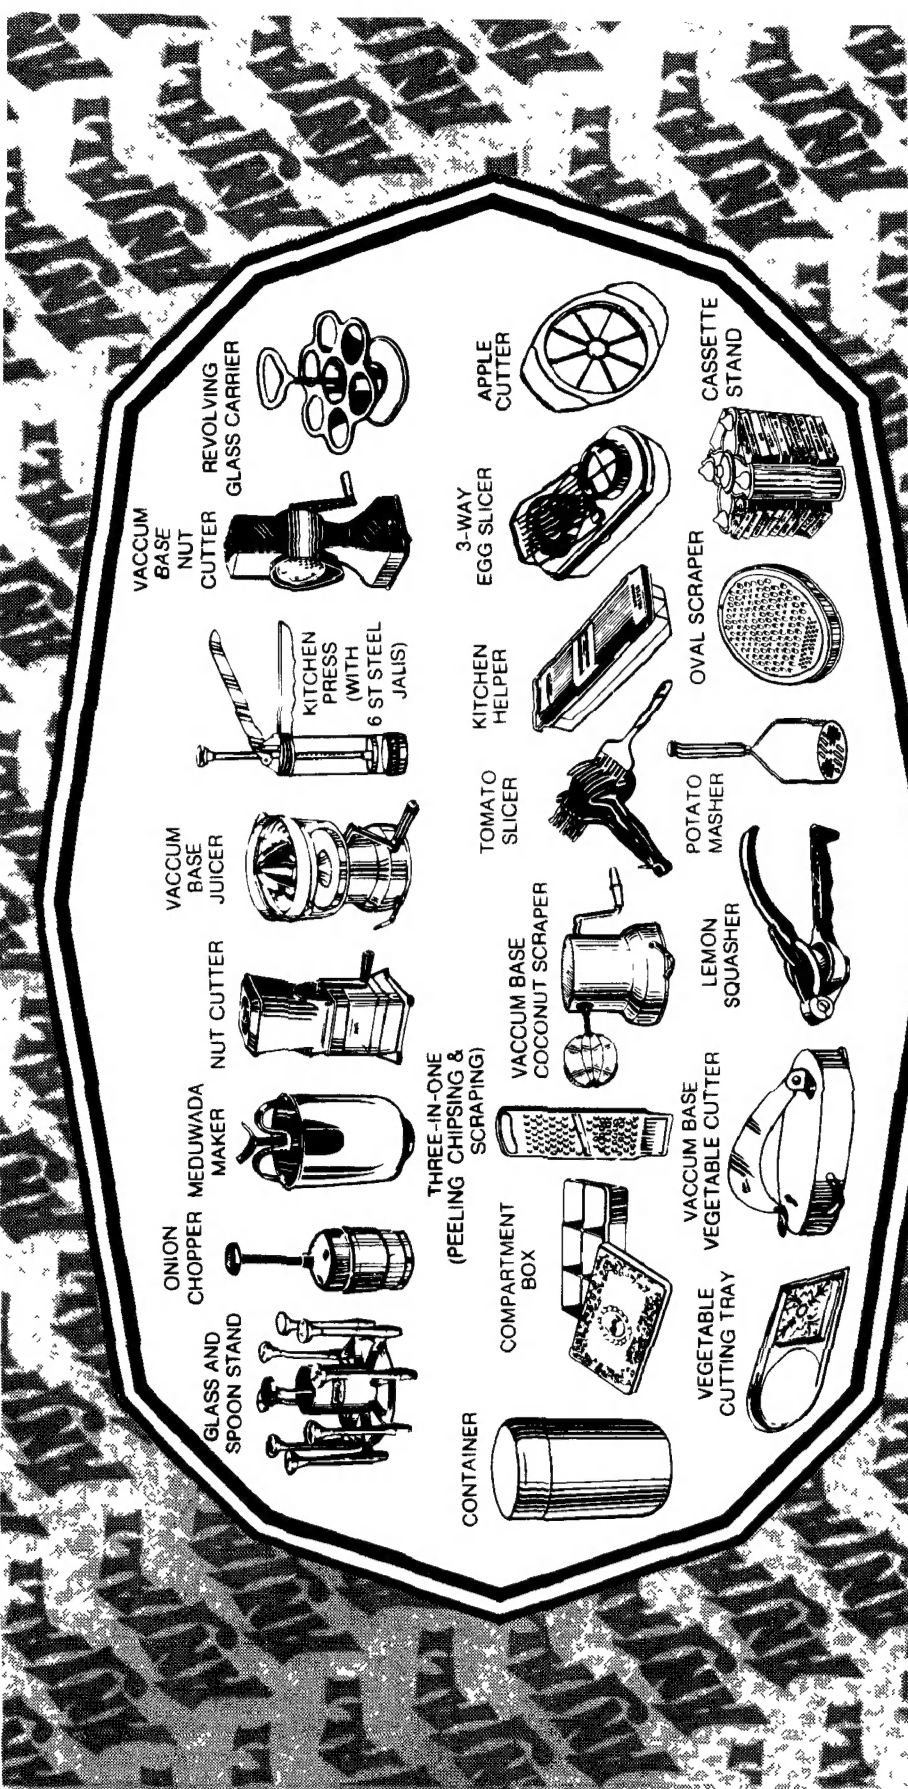 GLASS AND
SPOON STAND
ONION
CHOPPER
MEDUWADA
MAKER
NUT CUTTER
VACCUM
BASE
JUICER
KITCHEN
PRESS
(WITH
6 ST STEEL
JALIS)
VACCUM
BASE
NUT
CUTTER
REVOLVING
GLASS CARRIER
CONTAINER
COMPARTMENT
BOX
THREE-IN-ONE
(PEELING CHIPSING &
SCRAPING)
VACCUM BASE
COCONUT SCRAPER
TOMATO
SLICER
KITCHEN
HELPER
3-WAY
EGG SLICER
APPLE
CUTTER
VEGETABLE
CUTTING TRAY
VACCUM BASE
VEGETABLE CUTTER
LEMON
SQUASHER
POTATO
MASHER
OVAL SCRAPER
CASSETTE
STAND
ANJALI